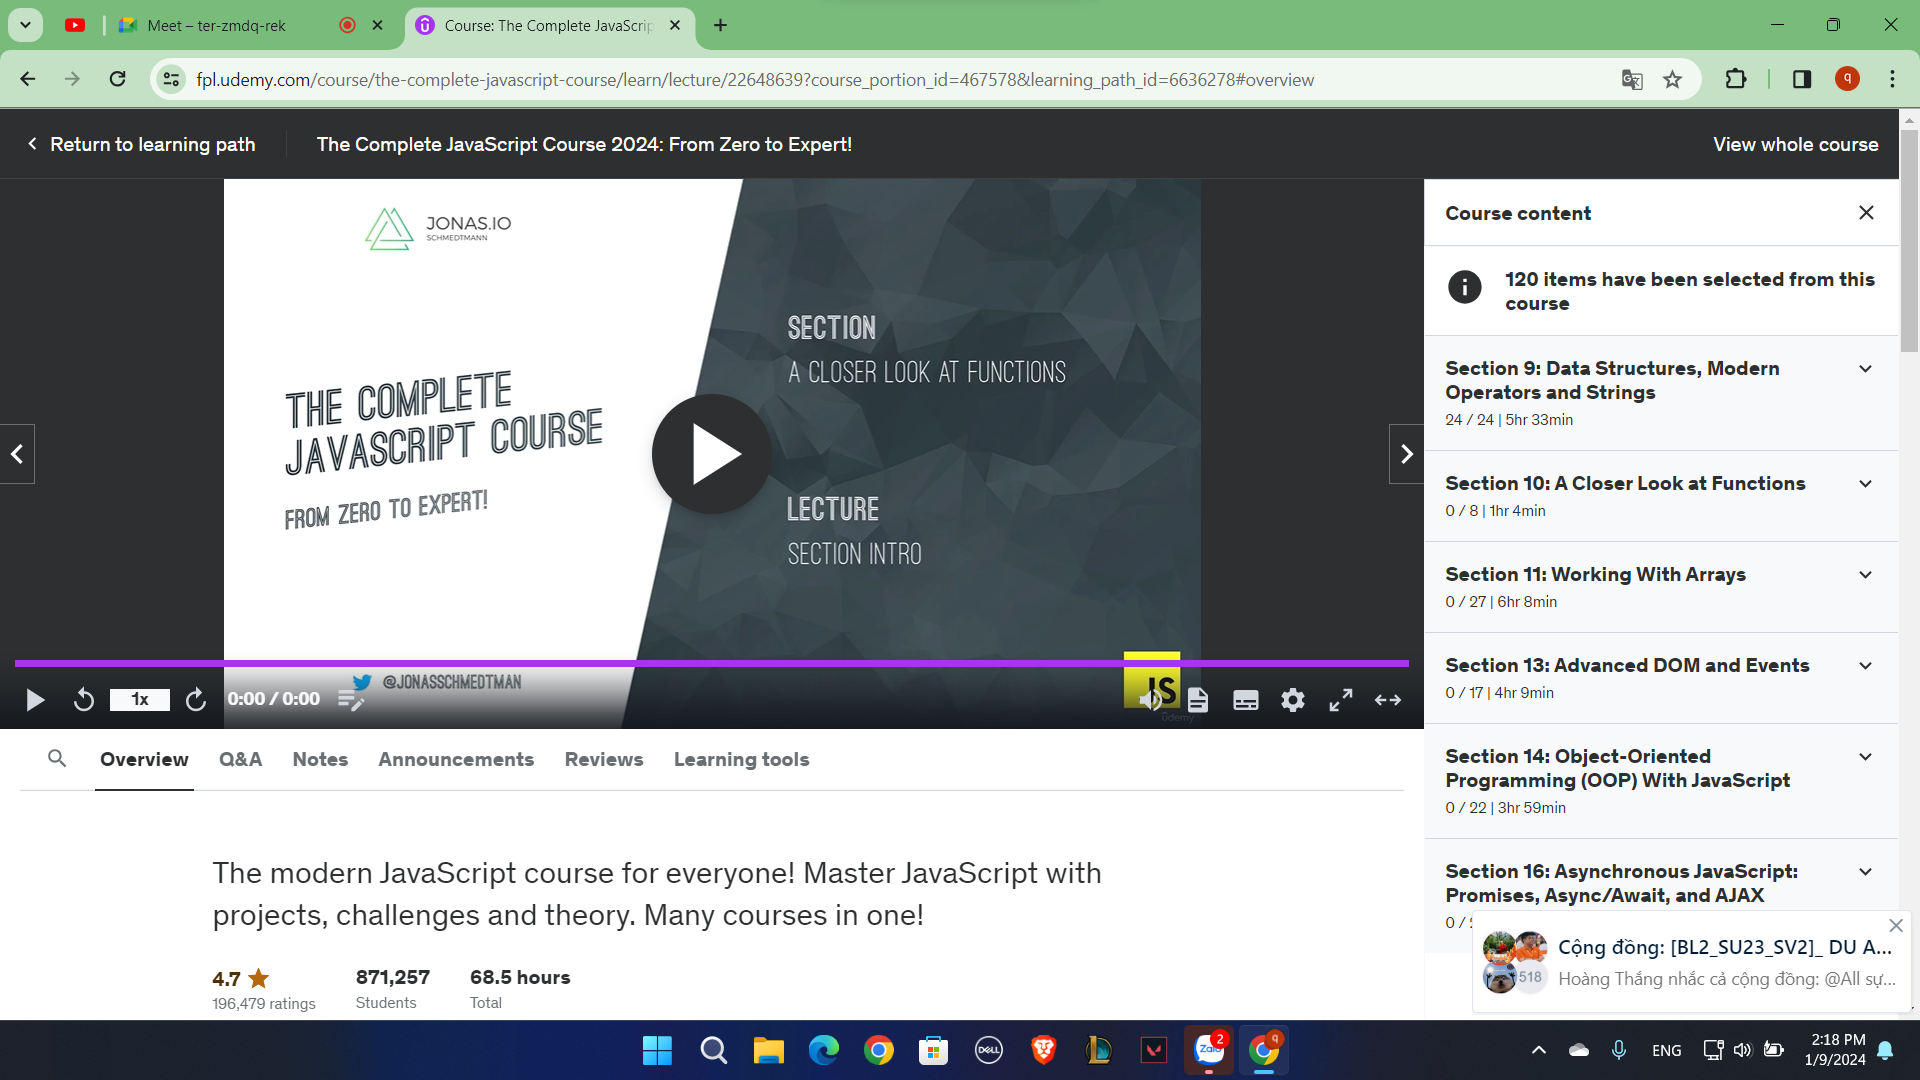 Meet – ter-zmdq-rek
Course: The Complete JavaScrip
fpl.udemy.com/course/the-complete-javascript-course/learn/lecture/22648639?course_portion_id=467578&learning_path_id=6636278#overview
q
Return to learning path
The Complete JavaScript Course 2024: From Zero to Expert!
View whole course
JONAS.IO
SCHMEDTMANN
THE COMPLETE
JAVASCRIPT COURSE
FROM ZERO TO EXPERT!
SECTION
A CLOSER LOOK AT FUNCTIONS
LECTURE
SECTION INTRO
@JONASSCHMEDTMAN
JS
ûdemy
1x
0:00 / 0:00
Course content
120 items have been selected from this
course
Section 9: Data Structures, Modern
Operators and Strings
24 / 24 | 5hr 33min
Section 10: A Closer Look at Functions
0 / 8 | 1hr 4min
Section 11: Working With Arrays
0 / 27 | 6hr 8min
Section 13: Advanced DOM and Events
0 / 17 | 4hr 9min
Section 14: Object-Oriented
Programming (OOP) With JavaScript
0 / 22 | 3hr 59min
Section 16: Asynchronous JavaScript:
Promises, Async/Await, and AJAX
0 /
Overview
Q&A
Notes
Announcements
Reviews
Learning tools
The modern JavaScript course for everyone! Master JavaScript with
projects, challenges and theory. Many courses in one!
4.7
196,479 ratings
871,257
Students
68.5 hours
Total
Cộng đồng: [BL2_SU23_SV2]_ DU A...
518
Hoàng Thắng nhắc cả cộng đồng: @All sự...
DELL
Zalo
2
q
ENG
2:18 PM
1/9/2024